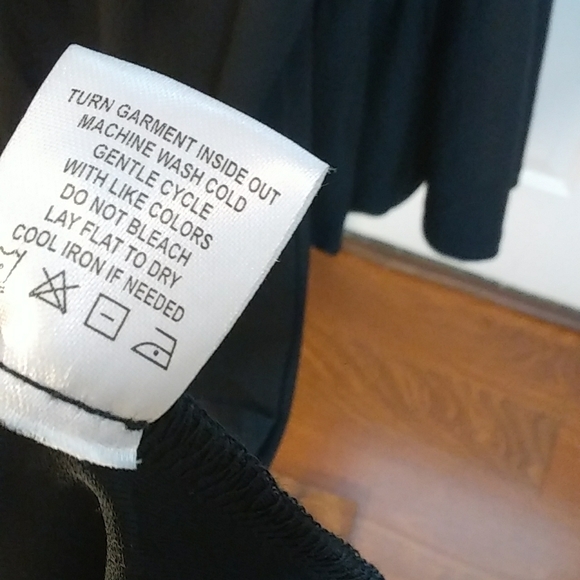 TURN GARMENT INSIDE OUT
MACHINE WASH COLD
GENTLE CYCLE
WITH LIKE COLORS
DO NOT BLEACH
LAY FLAT TO DRY
COOL IRON IF NEEDED